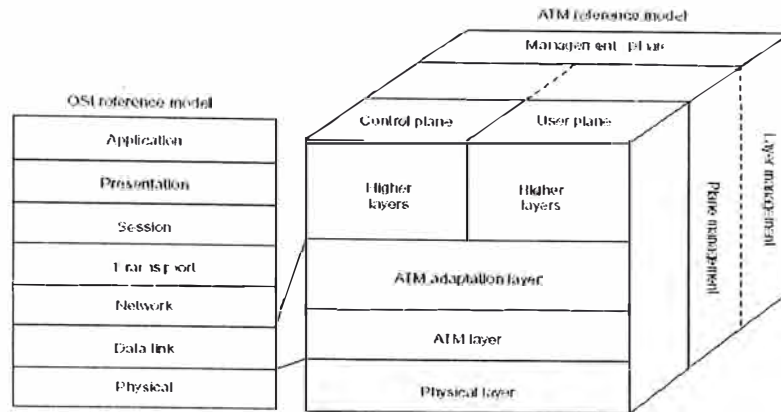 ATM reference model
Management plane
OSI reference model
Control plane
User plane
Application
Presentation
Session
Transport
Network
Data link
Physical
Higher
layers
Higher
layers
ATM adaptation layer
ATM layer
Physical layer
Plane management
Layer management